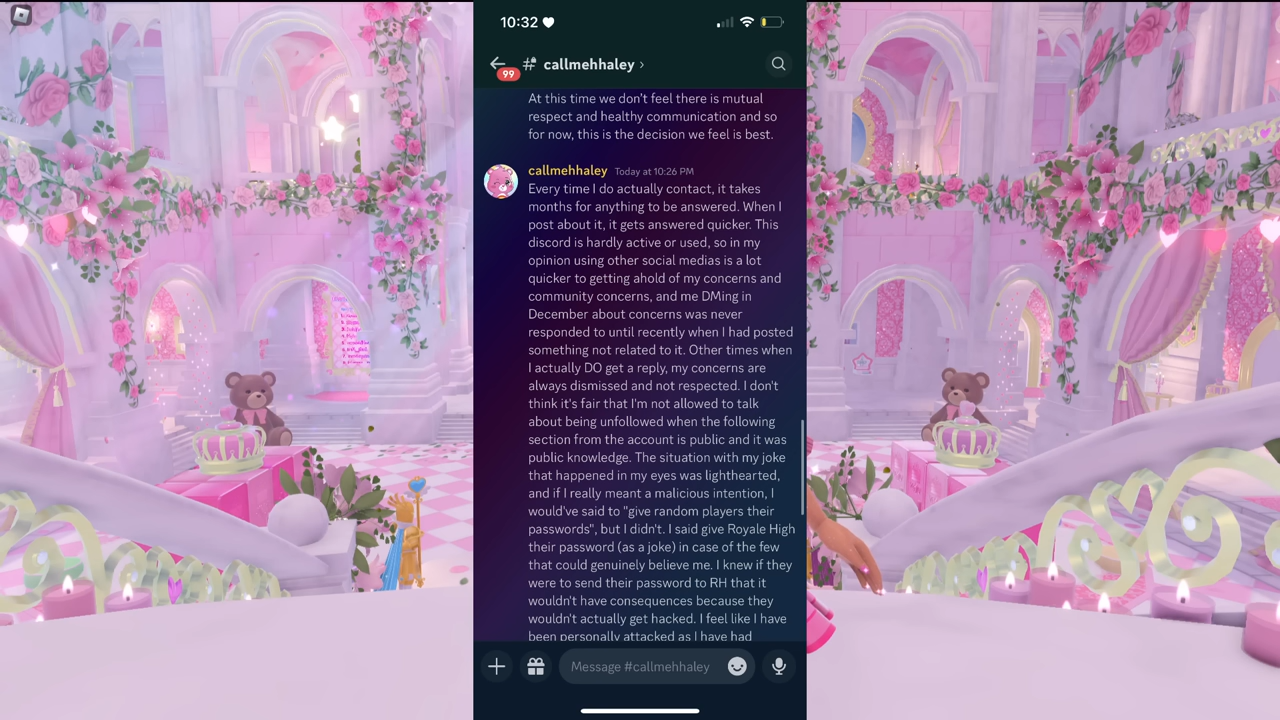 10:32
99
callmehhaley
At this time we don't feel there is mutual
respect and healthy communication and so
for now, this is the decision we feel is best.
callmehhaley Today at 10:26 PM
Every time I do actually contact, it takes
months for anything to be answered. When I
post about it, it gets answered quicker. This
discord is hardly active or used, so in my
opinion using other social medias is a lot
quicker to getting ahold of my concerns and
community concerns, and me DMing in
December about concerns was never
responded to until recently when I had posted
something not related to it. Other times when
I actually DO get a reply, my concerns are
always dismissed and not respected. I don't
think it's fair that I'm not allowed to talk
about being unfollowed when the following
section from the account is public and it was
public knowledge. The situation with my joke
that happened in my eyes was lighthearted,
and if I really meant a malicious intention, I
would've said to "give random players their
passwords", but I didn't. I said give Royale High
their password (as a joke) in case of the few
that could genuinely believe me. I knew if they
were to send their password to RH that it
wouldn't have consequences because they
wouldn't actually get hacked. I feel like I have
been personally attacked as I have had
Message #callmehhaley